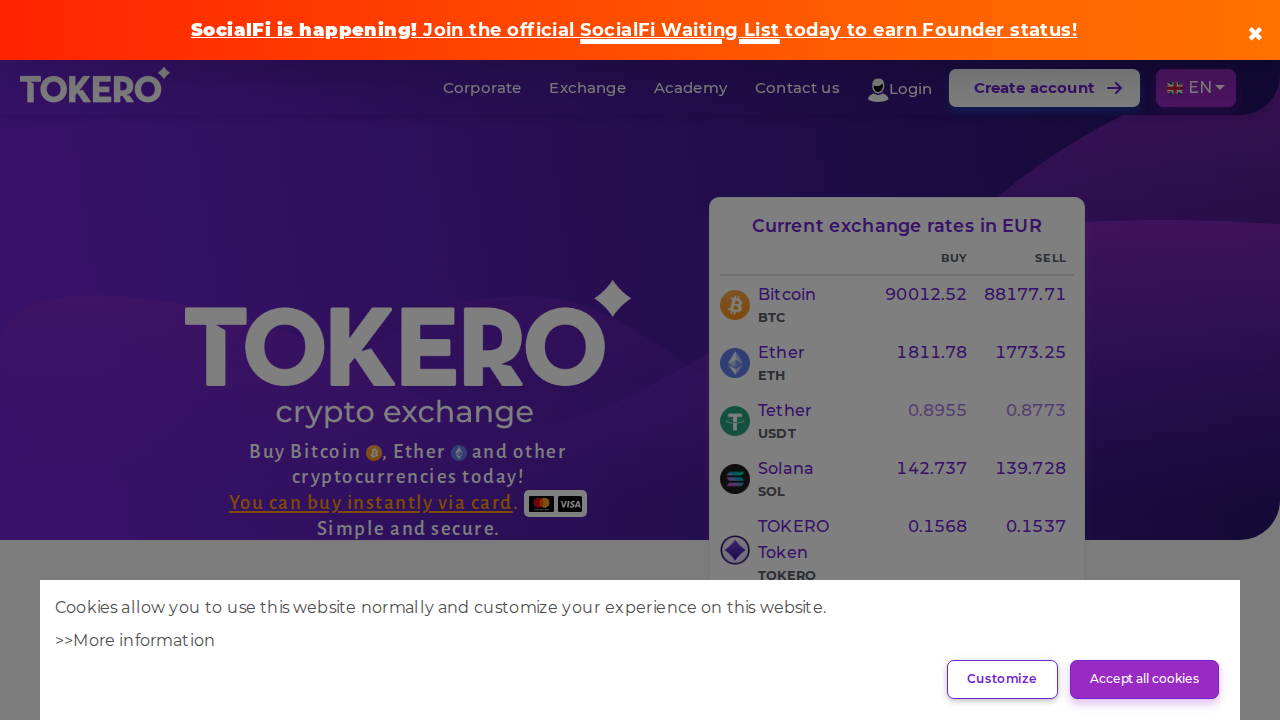 SocialFi is happening! Join the official SocialFi Waiting List today to earn Founder status!
✖
TOKERO
Corporate
Exchange
Academy
Contact us
Login
Create account
EN
TOKERO
crypto exchange
Buy Bitcoin , Ether and other
cryptocurrencies today!
You can buy instantly via card. VISA
Simple and secure.
Current exchange rates in EUR
BUY SELL
Bitcoin 90012.52 88177.71
BTC
Ether 1811.78 1773.25
ETH
Tether 0.8955 0.8773
USDT
Solana 142.737 139.728
SOL
TOKERO 0.1568 0.1537
Token
TOKERO
Cookies allow you to use this website normally and customize your experience on this website.
>>More information
Customize
Accept all cookies